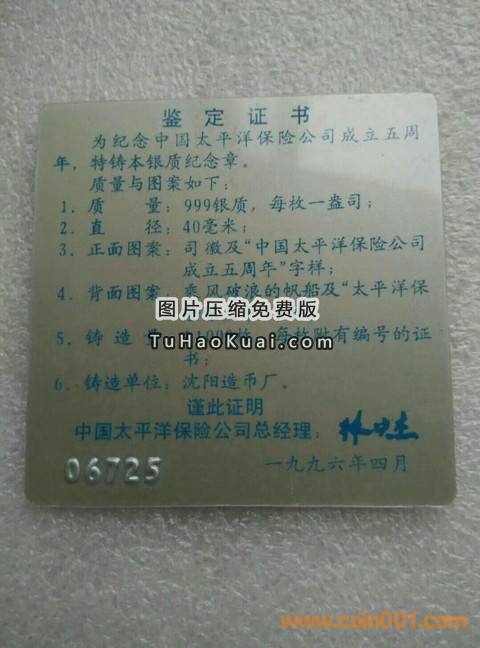 鉴定证书
为纪念中国太平洋保险公司成立五周
年，特铸本银质纪念章。
质量与图案如下：
1．质量：999银质，每枚一盎司；
2．直径：40毫米；
3．正面图案：司徽及“中国太平洋保险公司
成立五周年”字样；
4．背面图案：乘风破浪的帆船及“太平洋保
图片压缩免费版
5．铸造 每枚附有编号的证
TuHaoKuai.com
书；
6．铸造单位：沈阳造币厂。
谨此证明
中国太平洋保险公司总经理：
06725
一九九六年四月
www.coin001.com